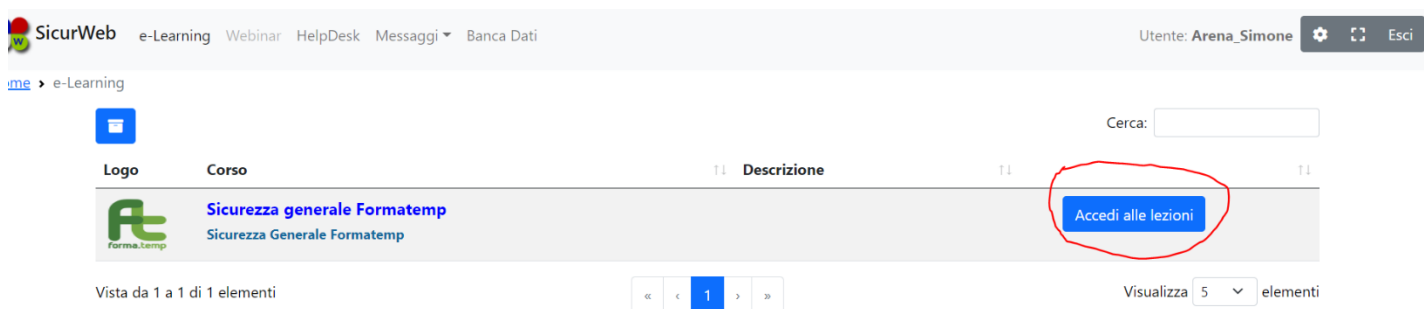 SicurWeb e-Learning Webinar HelpDesk Messaggi Banca Dati Utente: Arena_Simone Esci
ome › e-Learning
Cerca:
Logo Corso Descrizione
forma.temp
Sicurezza generale Formatemp
Sicurezza Generale Formatemp
Accedi alle lezioni
Vista da 1 a 1 di 1 elementi « ‹ 1 › » Visualizza 5 elementi